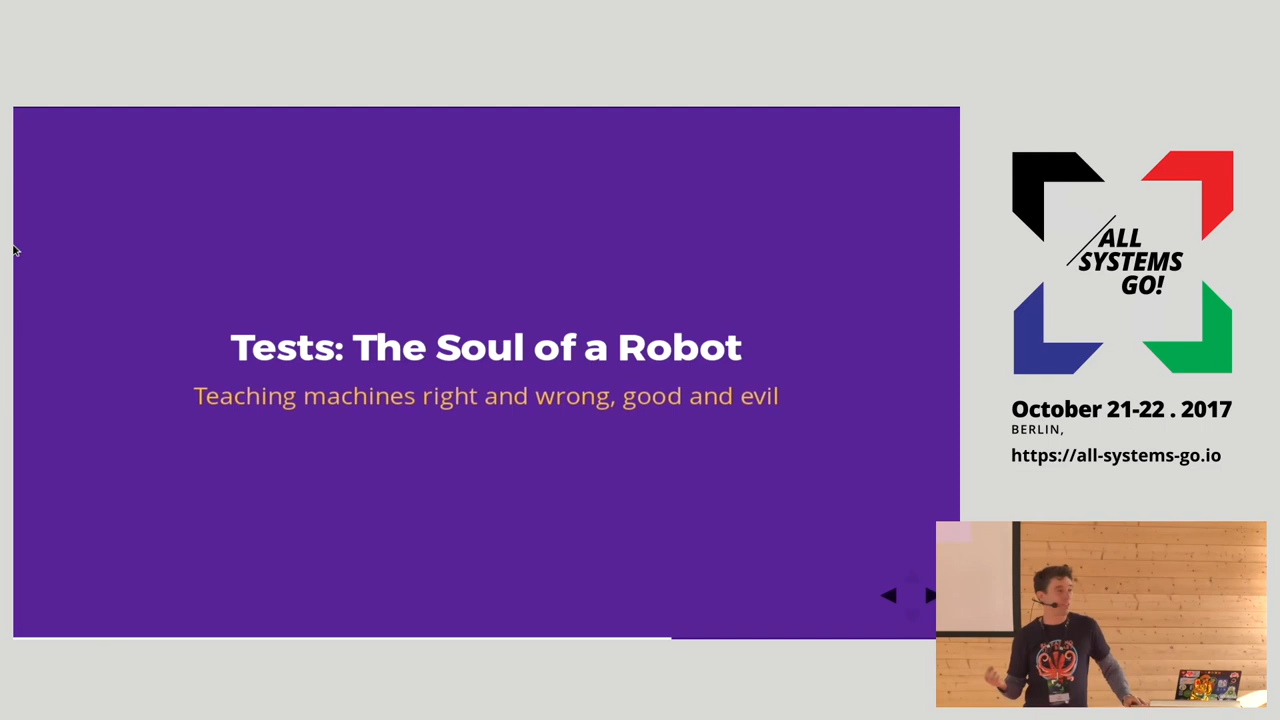 Tests: The Soul of a Robot
Teaching machines right and wrong, good and evil
ALL
SYSTEMS
GO!
October 21-22 . 2017
BERLIN,
https://all-systems-go.io